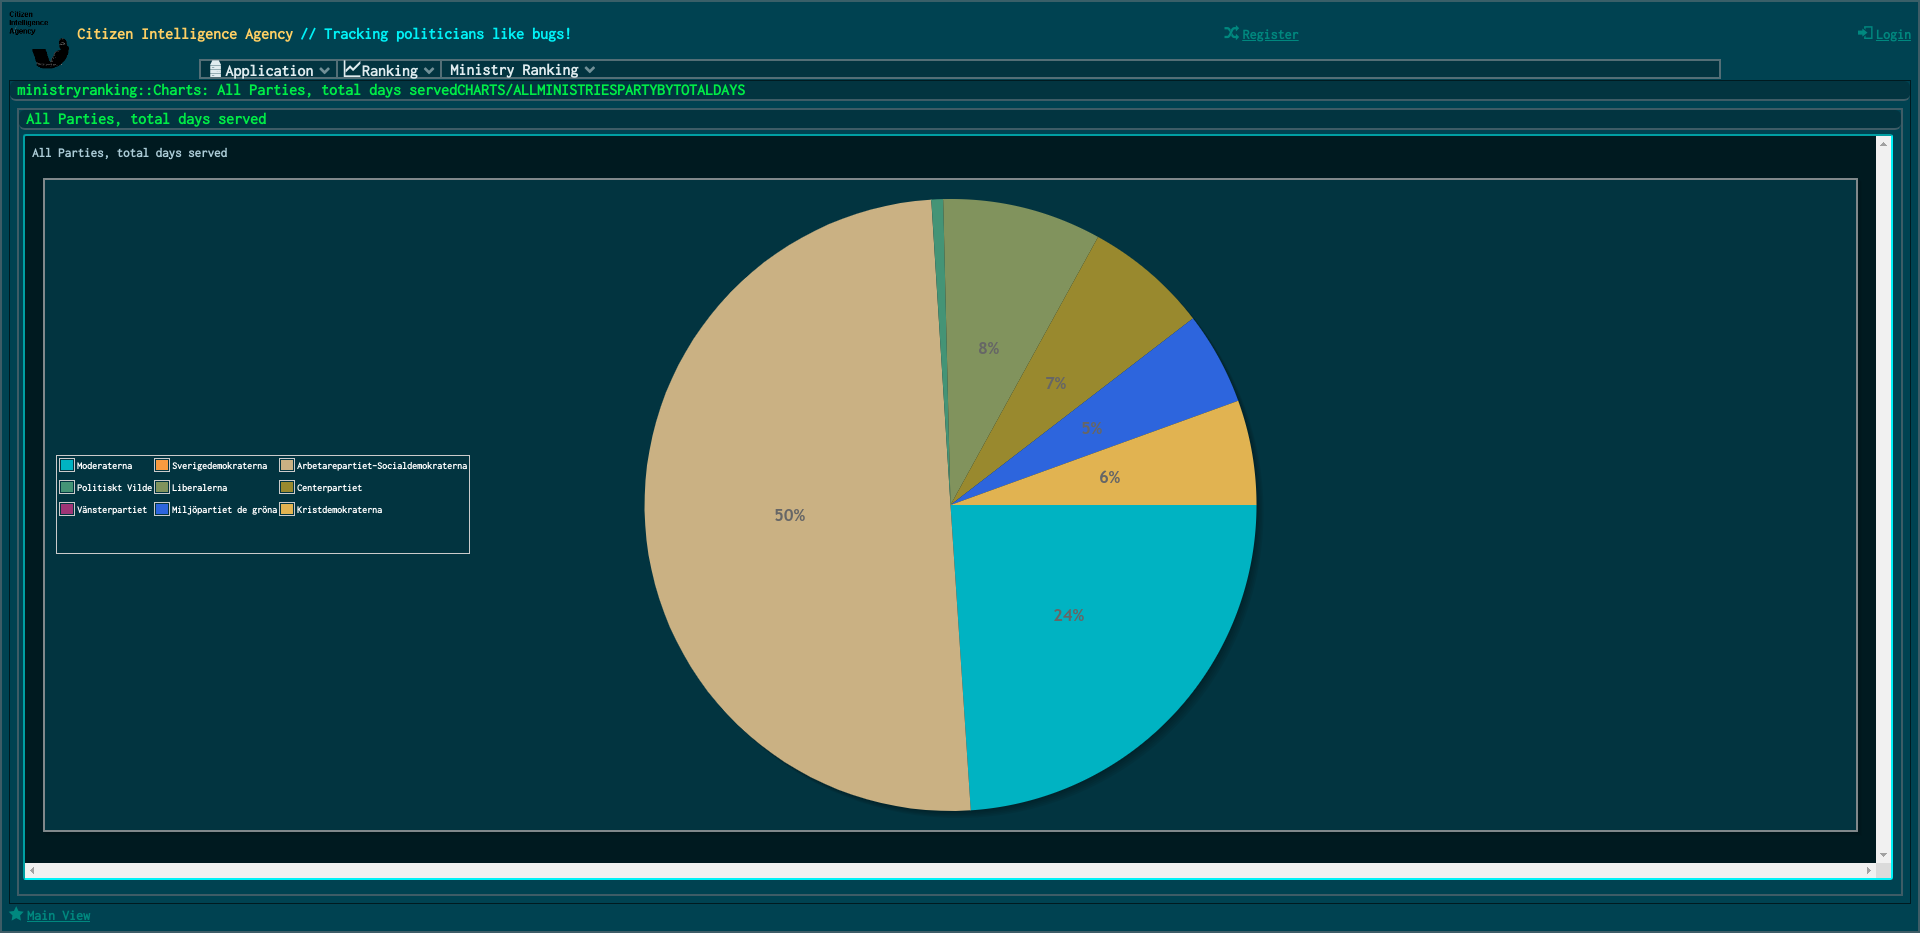 Citizen
Intelligence
Agency
Citizen Intelligence Agency // Tracking politicians like bugs!
Register
Login
Application
Ranking
Ministry Ranking
ministryranking::Charts: All Parties, total days servedCHARTS/ALLMINISTRIESPARTYBYTOTALDAYS
All Parties, total days served
All Parties, total days served
8%
7%
5%
6%
50%
24%
Moderaterna Sverigedemokraterna Arbetarepartiet-Socialdemokraterna
Politiskt Vilde Liberalerna Centerpartiet
Vänsterpartiet Miljöpartiet de gröna Kristdemokraterna
Main View